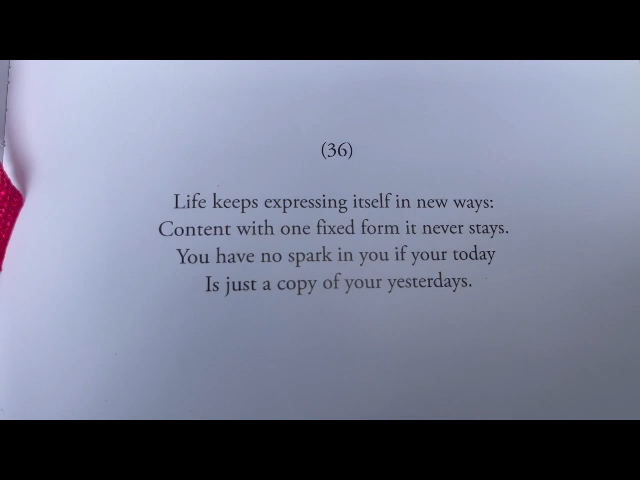 (36)
Life keeps expressing itself in new ways:
Content with one fixed form it never stays.
You have no spark in you if your today
Is just a copy of your yesterdays.